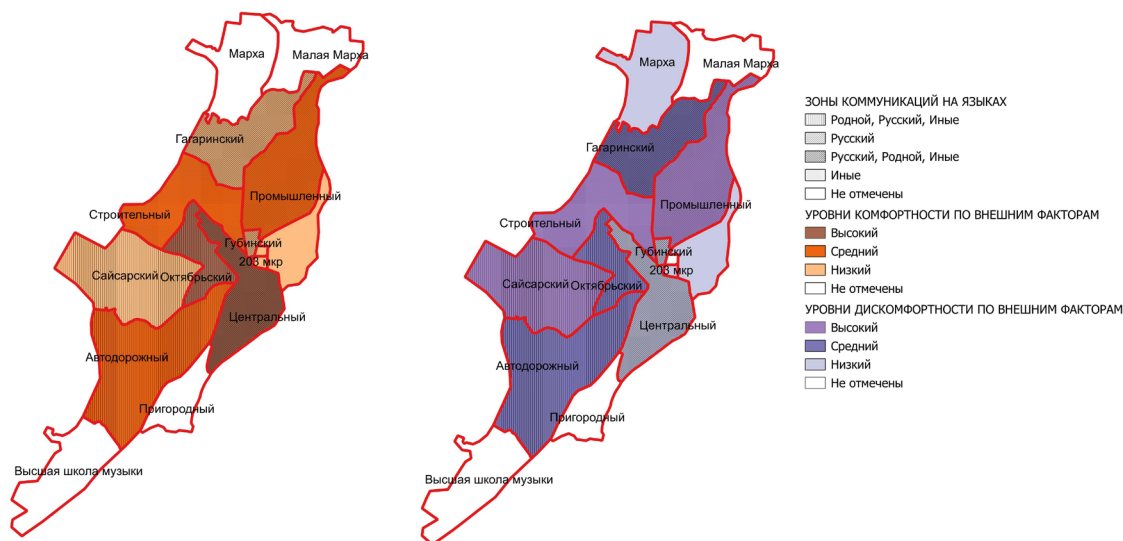 Марха
Малая Марха
Гагаринский
Промышленный
Строительный
Губинский
203 мкр
Сайсарский
Октябрьский
Центральный
Автодорожный
Пригородный
Высшая школа музыки
Марха
Малая Марха
Гагаринский
Промышленный
Строительный
Губинский
203 мкр
Сайсарский
Октябрьский
Центральный
Автодорожный
Пригородный
Высшая школа музыки
ЗОНЫ КОММУНИКАЦИЙ НА ЯЗЫКАХ
Родной, Русский, Иные
Русский
Русский, Родной, Иные
Иные
Не отмечены
УРОВНИ КОМФОРТНОСТИ ПО ВНЕШНИМ ФАКТОРАМ
Высокий
Средний
Низкий
Не отмечены
УРОВНИ ДИСКОМФОРТНОСТИ ПО ВНЕШНИМ ФАКТОРАМ
Высокий
Средний
Низкий
Не отмечены